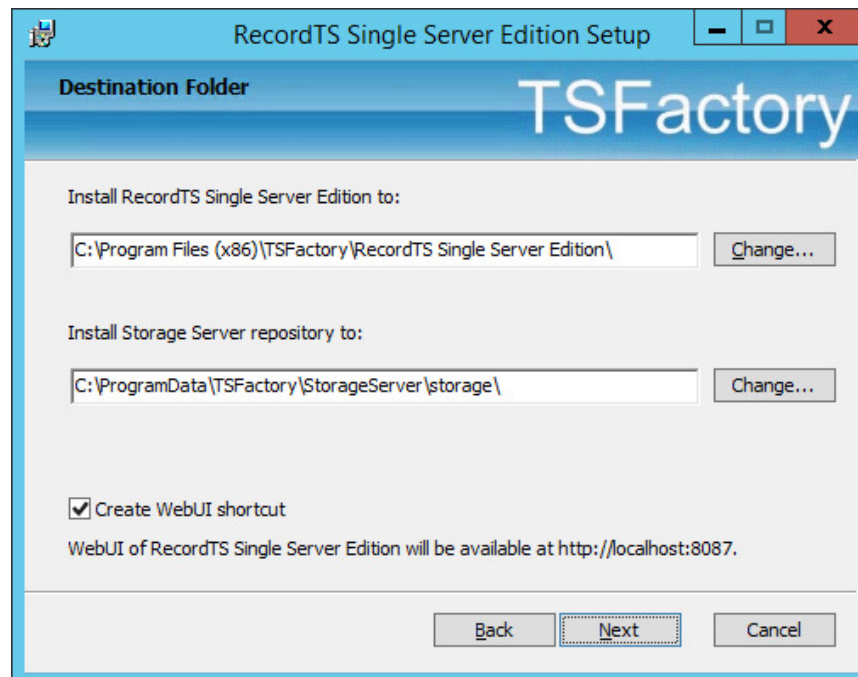 RecordTS Single Server Edition Setup
Destination Folder
TSFactory
Install RecordTS Single Server Edition to:
C:\Program Files (x86)\TSFactory\RecordTS Single Server Edition\
Change...
Install Storage Server repository to:
C:\ProgramData\TSFactory\StorageServer\storage\
Change...
Create WebUI shortcut
WebUI of RecordTS Single Server Edition will be available at http://localhost:8087.
Back
Next
Cancel